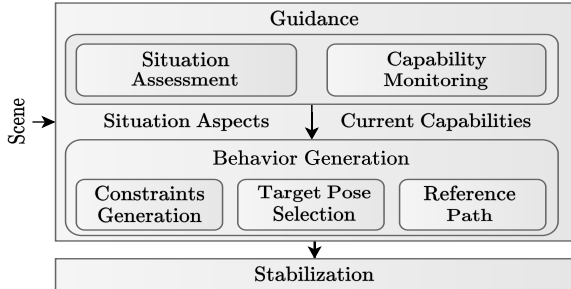 Guidance
Situation
Assessment
Capability
Monitoring
Scene
Situation Aspects
Current Capabilities
Behavior Generation
Constraints
Generation
Target Pose
Selection
Reference
Path
Stabilization